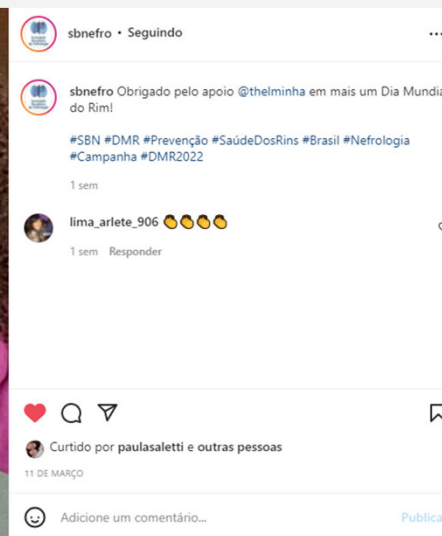 sbnefro • Seguindo
sbnefro Obrigado pelo apoio @thelminha em mais um Dia Mundia
do Rim!
#SBN #DMR #Prevenção #SaúdeDosRins #Brasil #Nefrologia
#Campanha #DMR2022
1 sem
lima_arlete_906 👏👏👏👏
1 sem Responder
Curtido por paulasaletti e outras pessoas
11 DE MARÇO
Adicione um comentário...
Publica